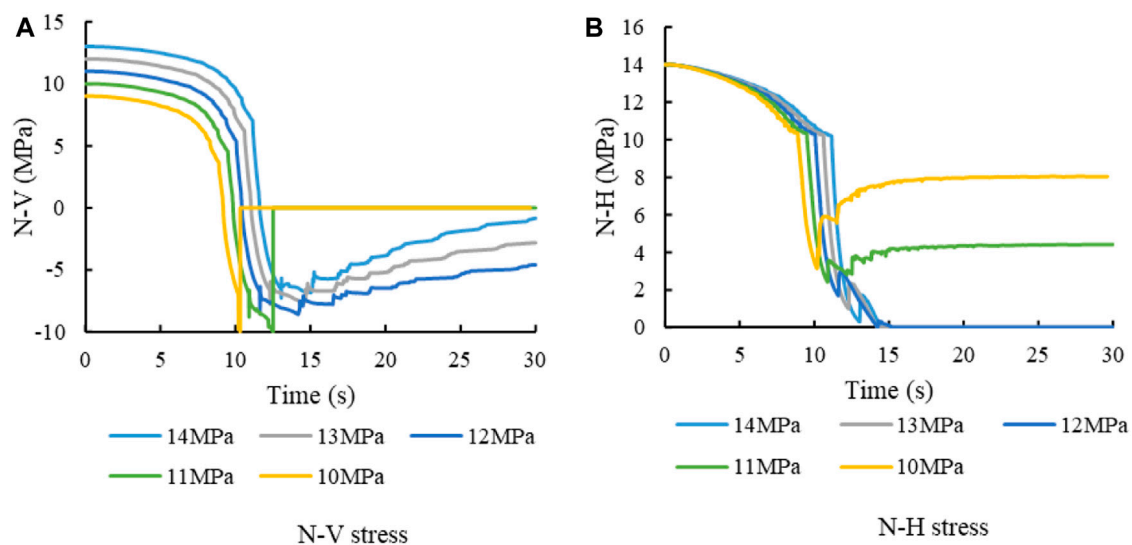 A
15
10
5
0
-5
-10
N-V (MPa)
0 5 10 15 20 25 30
Time (s)
14MPa 13MPa 12MPa
11MPa 10MPa
N-V stress
B
16
14
12
10
8
6
4
2
0
N-H (MPa)
0 5 10 15 20 25 30
Time (s)
14MPa 13MPa 12MPa
11MPa 10MPa
N-H stress